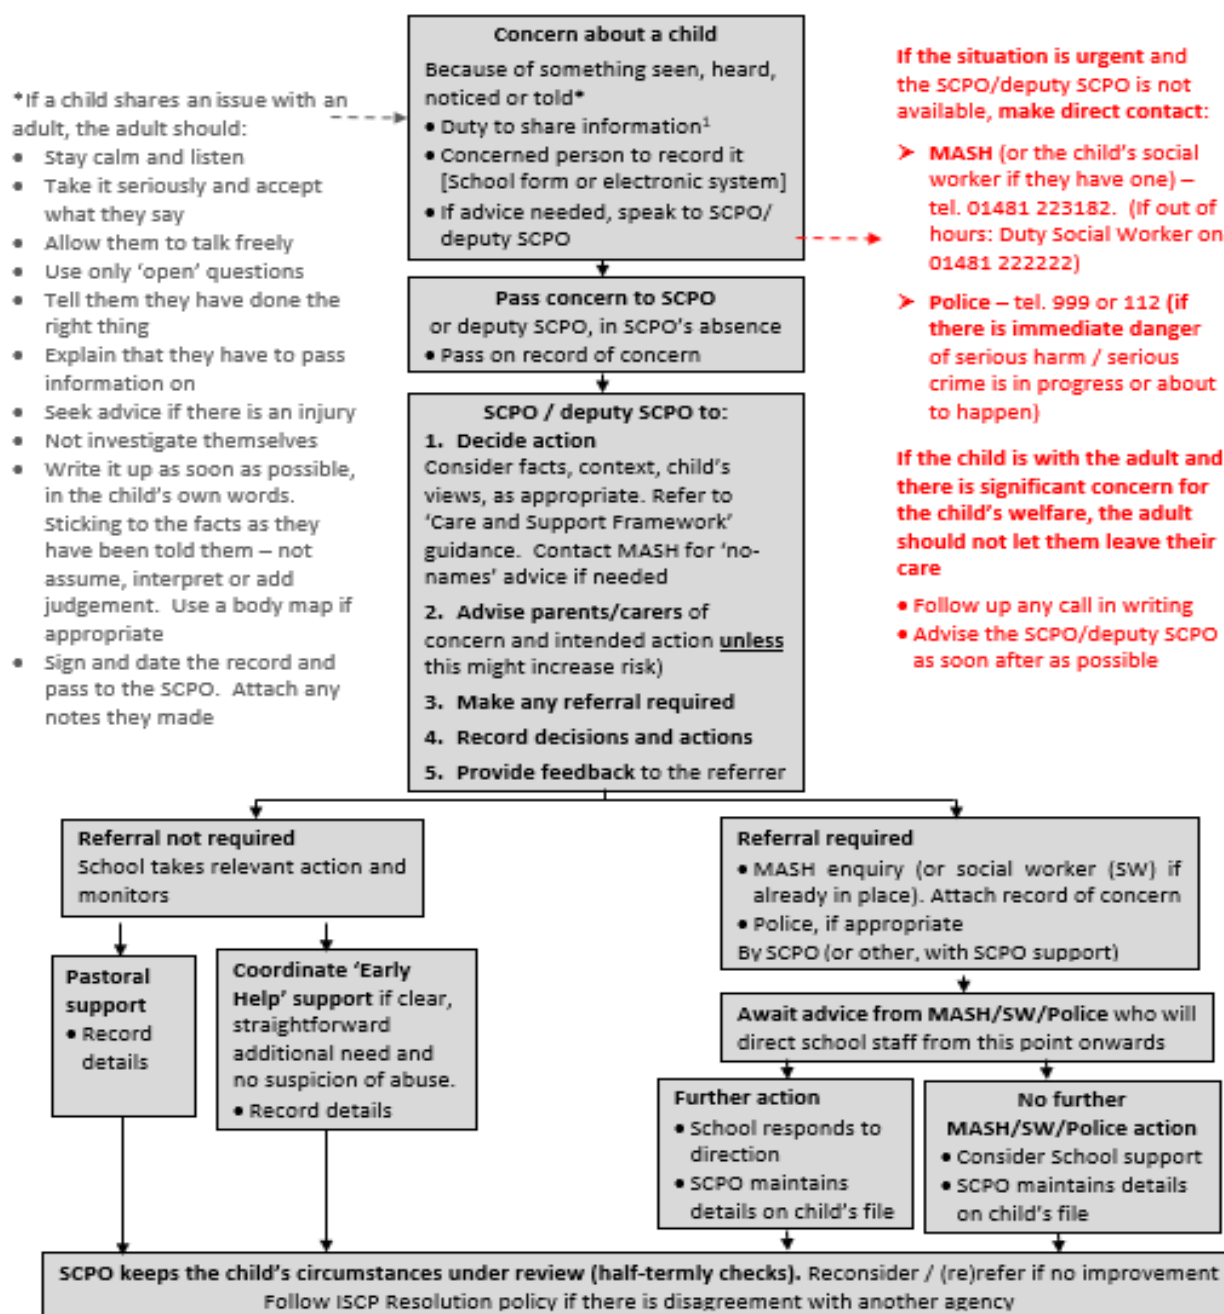 Concern about a child
Because of something seen, heard,
noticed or told*
• Duty to share information¹
• Concerned person to record it
[School form or electronic system]
• If advice needed, speak to SCPO/
deputy SCPO
*If a child shares an issue with an
adult, the adult should:
• Stay calm and listen
• Take it seriously and accept
what they say
• Allow them to talk freely
• Use only ‘open’ questions
• Tell them they have done the
right thing
• Explain that they have to pass
information on
• Seek advice if there is an injury
• Not investigate themselves
• Write it up as soon as possible,
in the child’s own words.
Sticking to the facts as they
have been told them – not
assume, interpret or add
judgement. Use a body map if
appropriate
• Sign and date the record and
pass to the SCPO. Attach any
notes they made
If the situation is urgent and
the SCPO/deputy SCPO is not
available, make direct contact:
➤ MASH (or the child’s social
worker if they have one) –
tel. 01481 223182. (If out of
hours: Duty Social Worker on
01481 222222)
➤ Police – tel. 999 or 112 (if
there is immediate danger
of serious harm / serious
crime is in progress or about
to happen)
If the child is with the adult and
there is significant concern for
the child’s welfare, the adult
should not let them leave their
care
• Follow up any call in writing
• Advise the SCPO/deputy SCPO
as soon after as possible
Pass concern to SCPO
or deputy SCPO, in SCPO’s absence
• Pass on record of concern
SCPO / deputy SCPO to:
1. Decide action
Consider facts, context, child’s
views, as appropriate. Refer to
‘Care and Support Framework’
guidance. Contact MASH for ‘no-
names’ advice if needed
2. Advise parents/carers of
concern and intended action unless
this might increase risk)
3. Make any referral required
4. Record decisions and actions
5. Provide feedback to the referrer
Referral not required
School takes relevant action and
monitors
Pastoral
support
• Record
details
Coordinate ‘Early
Help’ support if clear,
straightforward
additional need and
no suspicion of abuse.
• Record details
Referral required
• MASH enquiry (or social worker (SW) if
already in place). Attach record of concern
• Police, if appropriate
By SCPO (or other, with SCPO support)
Await advice from MASH/SW/Police who will
direct school staff from this point onwards
Further action
• School responds to
direction
• SCPO maintains
details on child’s file
No further
MASH/SW/Police action
• Consider School support
• SCPO maintains details
on child’s file
SCPO keeps the child’s circumstances under review (half-termly checks). Reconsider / (re)refer if no improvement
Follow ISCP Resolution policy if there is disagreement with another agency